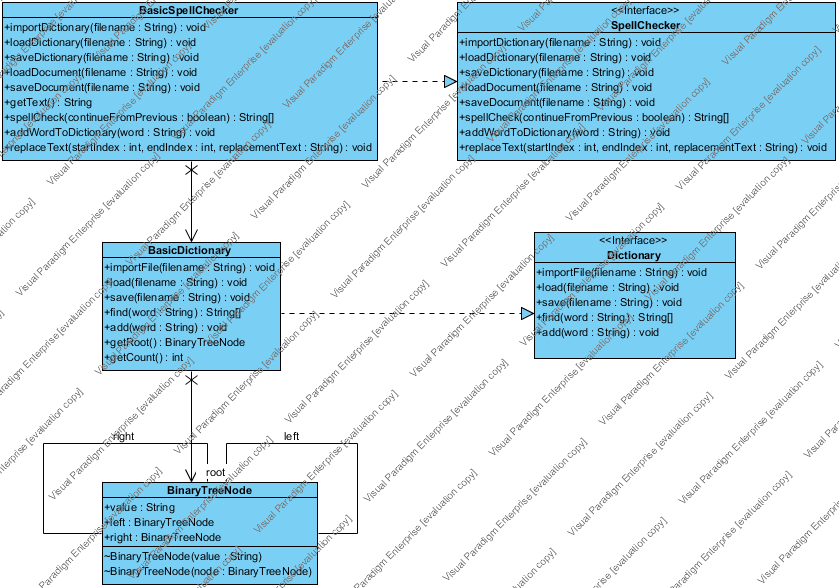 BasicSpellChecker
+importDictionary(filename : String) : void
+loadDictionary(filename : String) : void
+saveDictionary(filename : String) : void
+loadDocument(filename : String) : void
+saveDocument(filename : String) : void
+getText() : String
+spellCheck(continueFromPrevious : boolean) : String[]
+addWordToDictionary(word : String) : void
+replaceText(startIndex : int, endIndex : int, replacementText : String) : void
<<Interface>>
SpellChecker
+importDictionary(filename : String) : void
+loadDictionary(filename : String) : void
+saveDictionary(filename : String) : void
+loadDocument(filename : String) : void
+saveDocument(filename : String) : void
+spellCheck(continueFromPrevious : boolean) : String[]
+addWordToDictionary(word : String) : void
+replaceText(startIndex : int, endIndex : int, replacementText : String) : void
BasicDictionary
+importFile(filename : String) : void
+load(filename : String) : void
+save(filename : String) : void
+find(word : String) : String[]
+add(word : String) : void
+getRoot() : BinaryTreeNode
+getCount() : int
<<Interface>>
Dictionary
+importFile(filename : String) : void
+load(filename : String) : void
+save(filename : String) : void
+find(word : String) : String[]
+add(word : String) : void
right
left
root
BinaryTreeNode
+value : String
+left : BinaryTreeNode
+right : BinaryTreeNode
~BinaryTreeNode(value : String)
~BinaryTreeNode(node : BinaryTreeNode)
Visual Paradigm Enterprise [evaluation copy]